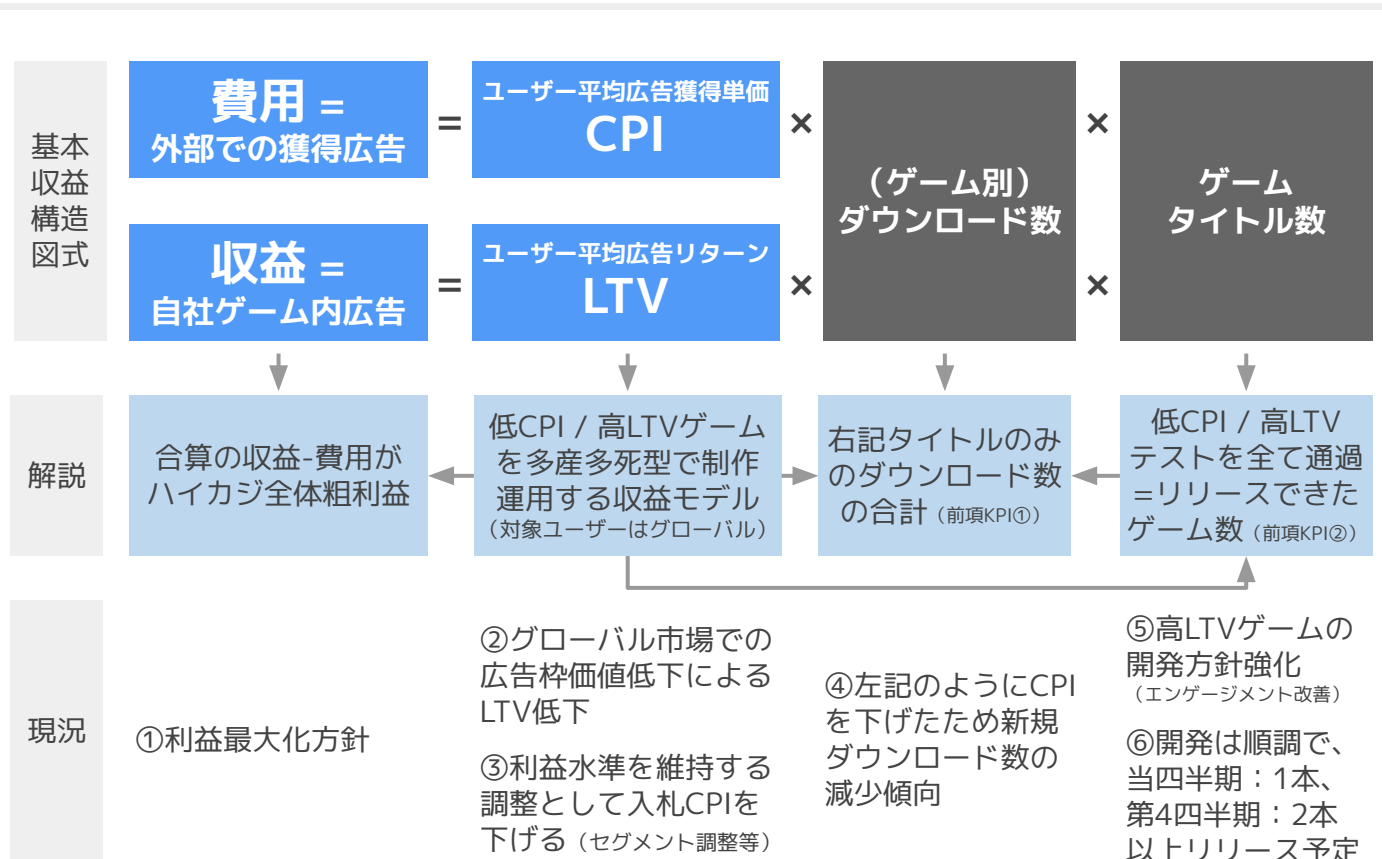 基本
収益
構造
図式
費用 =
外部での獲得広告
=
ユーザー平均広告獲得単価
CPI
×
(ゲーム別)
ダウンロード数
×
ゲーム
タイトル数
収益 =
自社ゲーム内広告
=
ユーザー平均広告リターン
LTV
×
×
解説
合算の収益-費用が
ハイカジ全体粗利益
低CPI / 高LTVゲーム
を多産多死型で制作
運用する収益モデル
(対象ユーザーはグローバル)
右記タイトルのみ
のダウンロード数
の合計(前項KPI①)
低CPI / 高LTV
テストを全て通過
=リリースできた
ゲーム数(前項KPI②)
現況
①利益最大化方針
②グローバル市場での
広告枠価値低下による
LTV低下
③利益水準を維持する
調整として入札CPIを
下げる(セグメント調整等)
④左記のようにCPI
を下げたため新規
ダウンロード数の
減少傾向
⑤高LTVゲームの
開発方針強化
(エンゲージメント改善)
⑥開発は順調で、
当四半期:1本、
第4四半期:2本
以上リリース予定